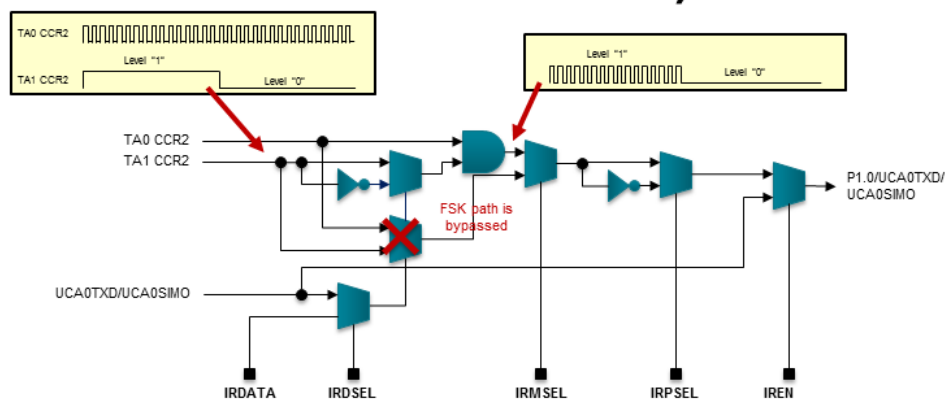 TA0 CCR2
Level "1"
TA1 CCR2
Level "0"
Level "1"
Level "0"
TA0 CCR2
TA1 CCR2
FSK path is
bypassed
P1.0/UCA0TXD/
UCA0SIMO
UCA0TXD/UCA0SIMO
IRDATA
IRDSEL
IRMSEL
IRPSEL
IREN